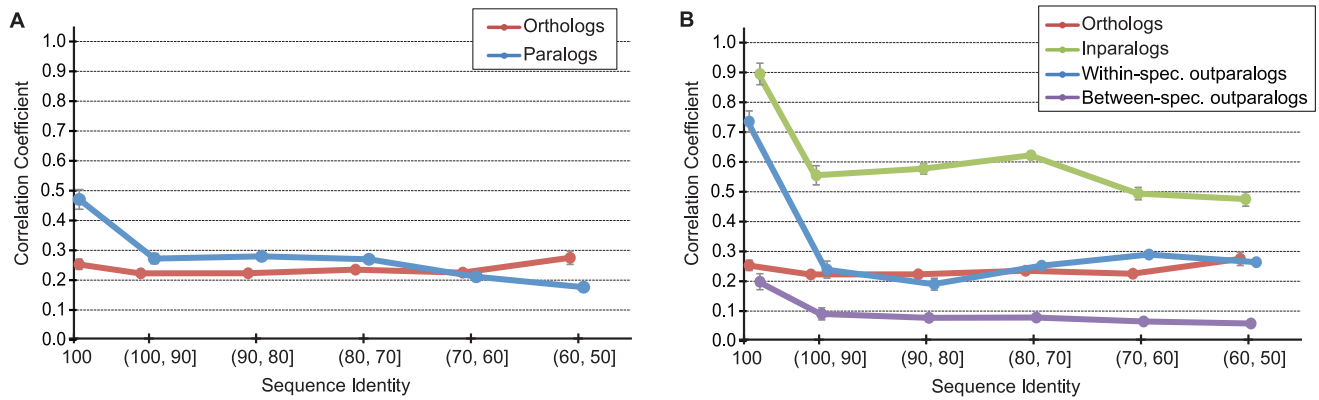 A
Orthologs
Paralogs
Correlation Coefficient
1.0
0.9
0.8
0.7
0.6
0.5
0.4
0.3
0.2
0.1
0.0
100 (100, 90] (90, 80] (80, 70] (70, 60] (60, 50]
Sequence Identity
B
Orthologs
Inparalogs
Within-spec. outparalogs
Between-spec. outparalogs
Correlation Coefficient
1.0
0.9
0.8
0.7
0.6
0.5
0.4
0.3
0.2
0.1
0.0
100 (100, 90] (90, 80] (80, 70] (70, 60] (60, 50]
Sequence Identity